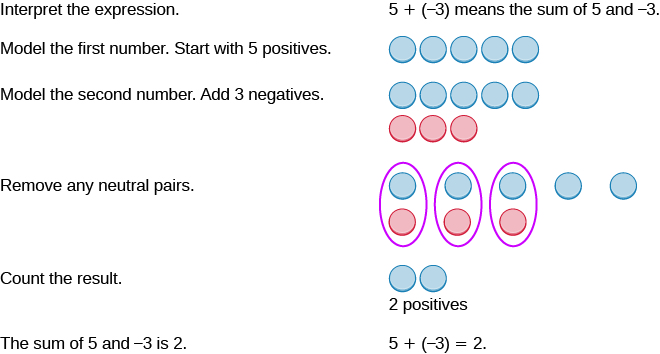 Interpret the expression. 5 + (–3) means the sum of 5 and –3.
Model the first number. Start with 5 positives.
Model the second number. Add 3 negatives.
Remove any neutral pairs.
Count the result.
2 positives
The sum of 5 and –3 is 2. 5 + (–3) = 2.